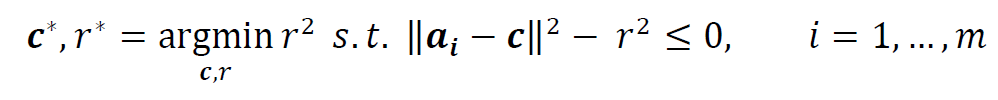 c*, r* = argmin r² s.t. ‖aᵢ − c‖² − r² ≤ 0, i = 1, … , m
c,r